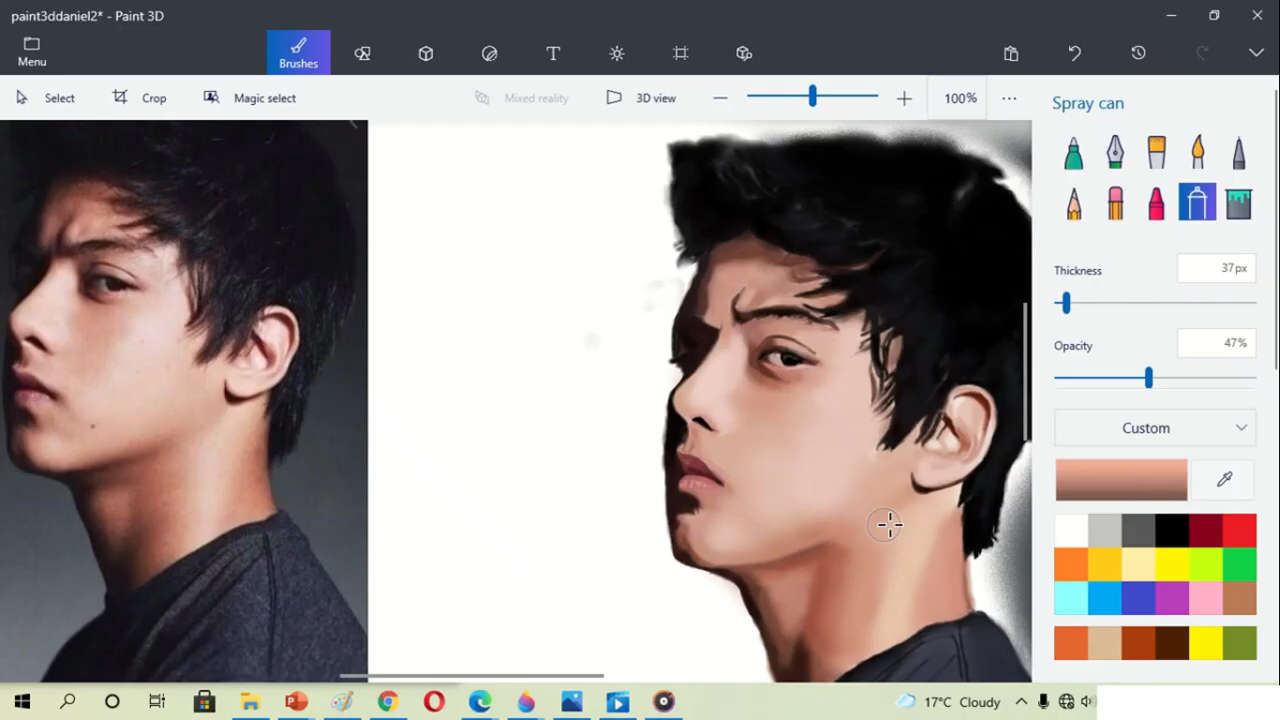 paint3ddaniel2* - Paint 3D
Menu
Brushes
Select
Crop
Magic select
Mixed reality
3D view
100%
Spray can
Thickness
37px
Opacity
47%
Custom
17°C Cloudy